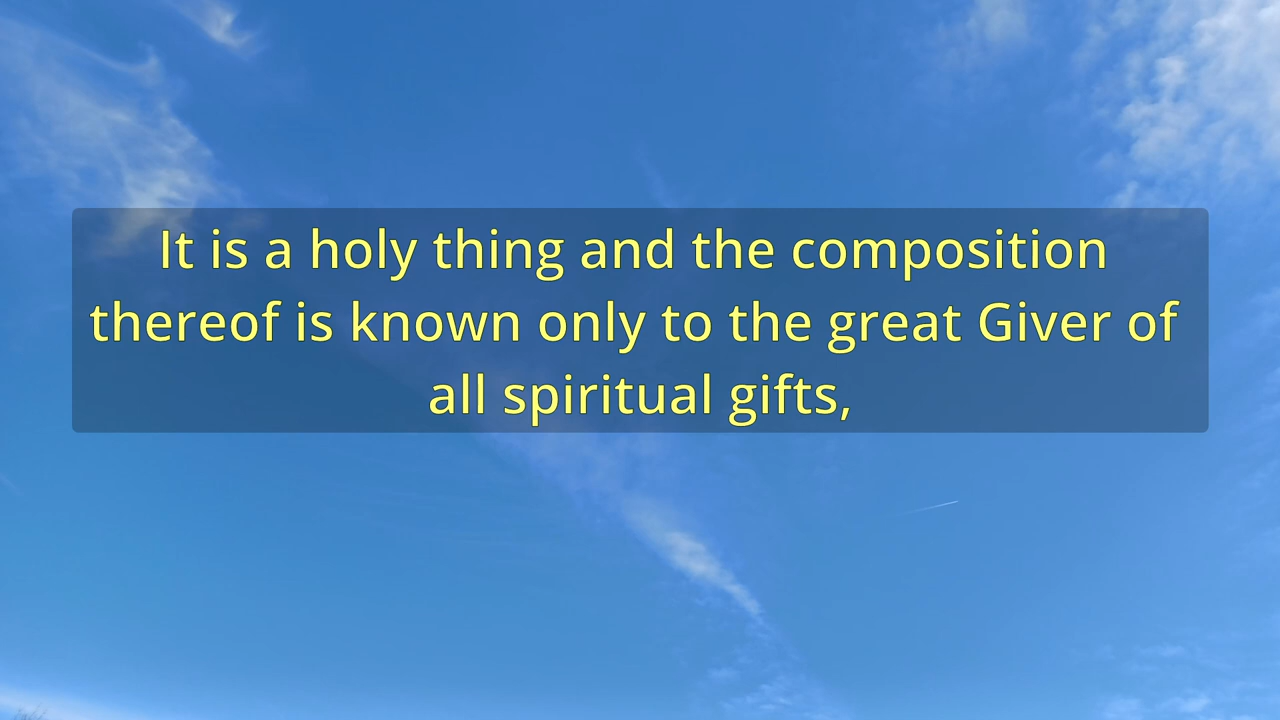 It is a holy thing and the composition
thereof is known only to the great Giver of
all spiritual gifts,